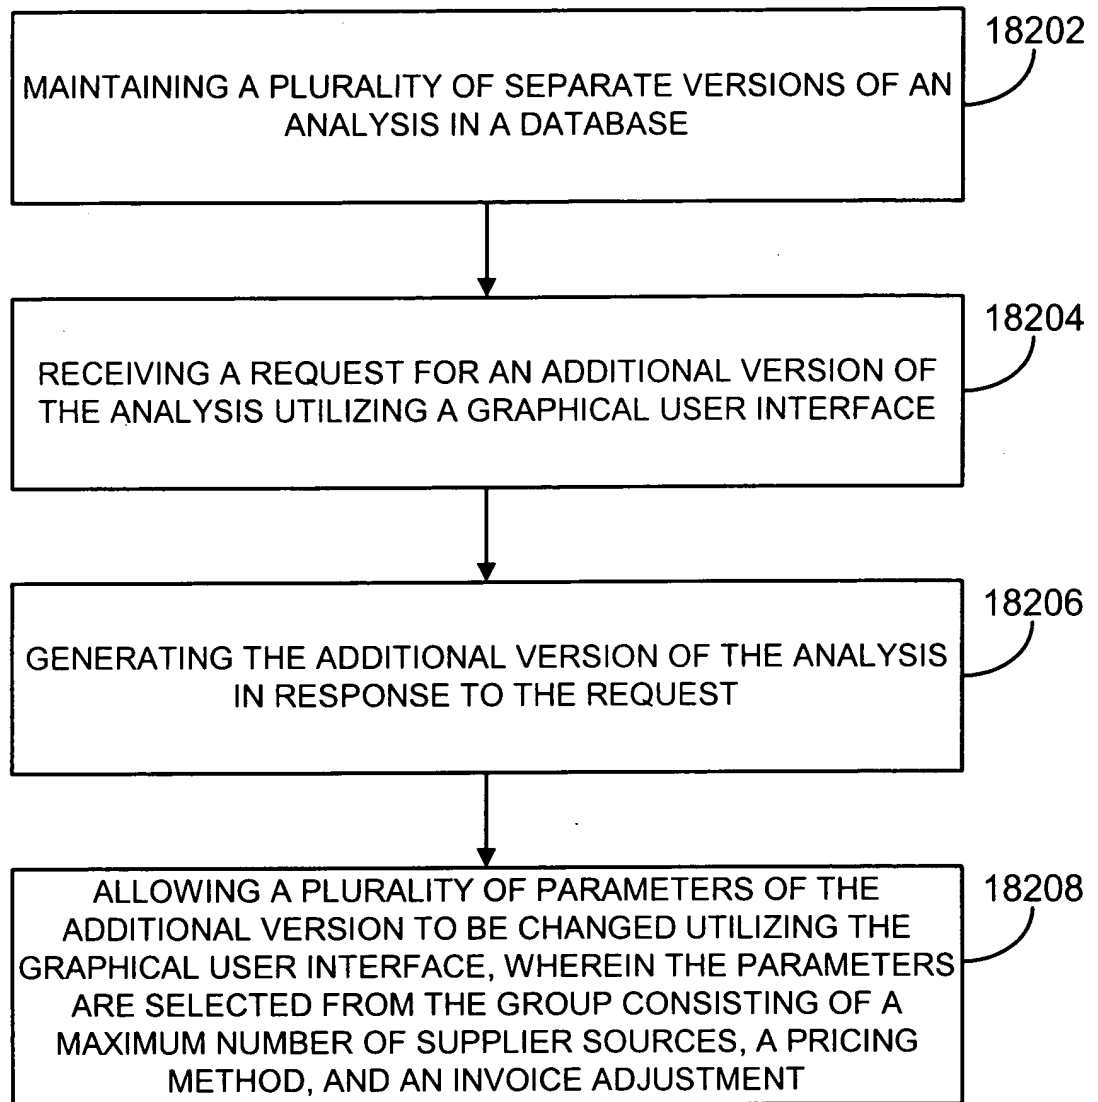 18202
MAINTAINING A PLURALITY OF SEPARATE VERSIONS OF AN
ANALYSIS IN A DATABASE
18204
RECEIVING A REQUEST FOR AN ADDITIONAL VERSION OF
THE ANALYSIS UTILIZING A GRAPHICAL USER INTERFACE
18206
GENERATING THE ADDITIONAL VERSION OF THE ANALYSIS
IN RESPONSE TO THE REQUEST
18208
ALLOWING A PLURALITY OF PARAMETERS OF THE
ADDITIONAL VERSION TO BE CHANGED UTILIZING THE
GRAPHICAL USER INTERFACE, WHEREIN THE PARAMETERS
ARE SELECTED FROM THE GROUP CONSISTING OF A
MAXIMUM NUMBER OF SUPPLIER SOURCES, A PRICING
METHOD, AND AN INVOICE ADJUSTMENT